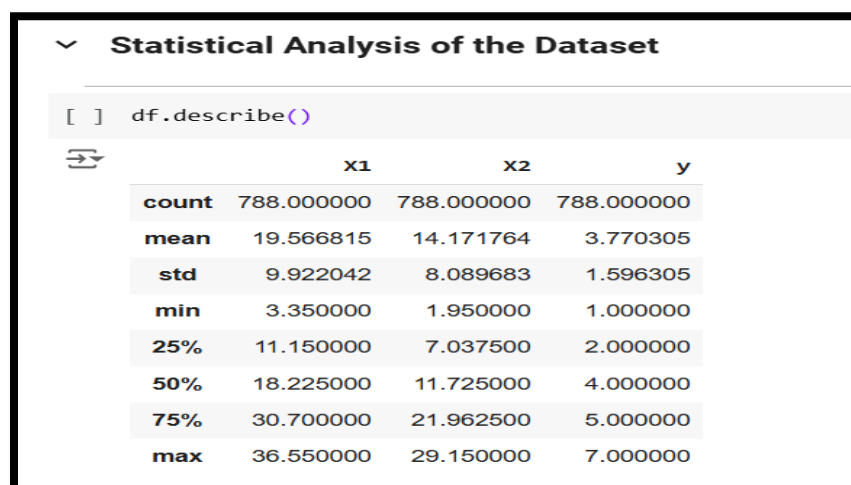 Statistical Analysis of the Dataset
[ ] df.describe()
X1 X2 y
count 788.000000 788.000000 788.000000
mean 19.566815 14.171764 3.770305
std 9.922042 8.089683 1.596305
min 3.350000 1.950000 1.000000
25% 11.150000 7.037500 2.000000
50% 18.225000 11.725000 4.000000
75% 30.700000 21.962500 5.000000
max 36.550000 29.150000 7.000000